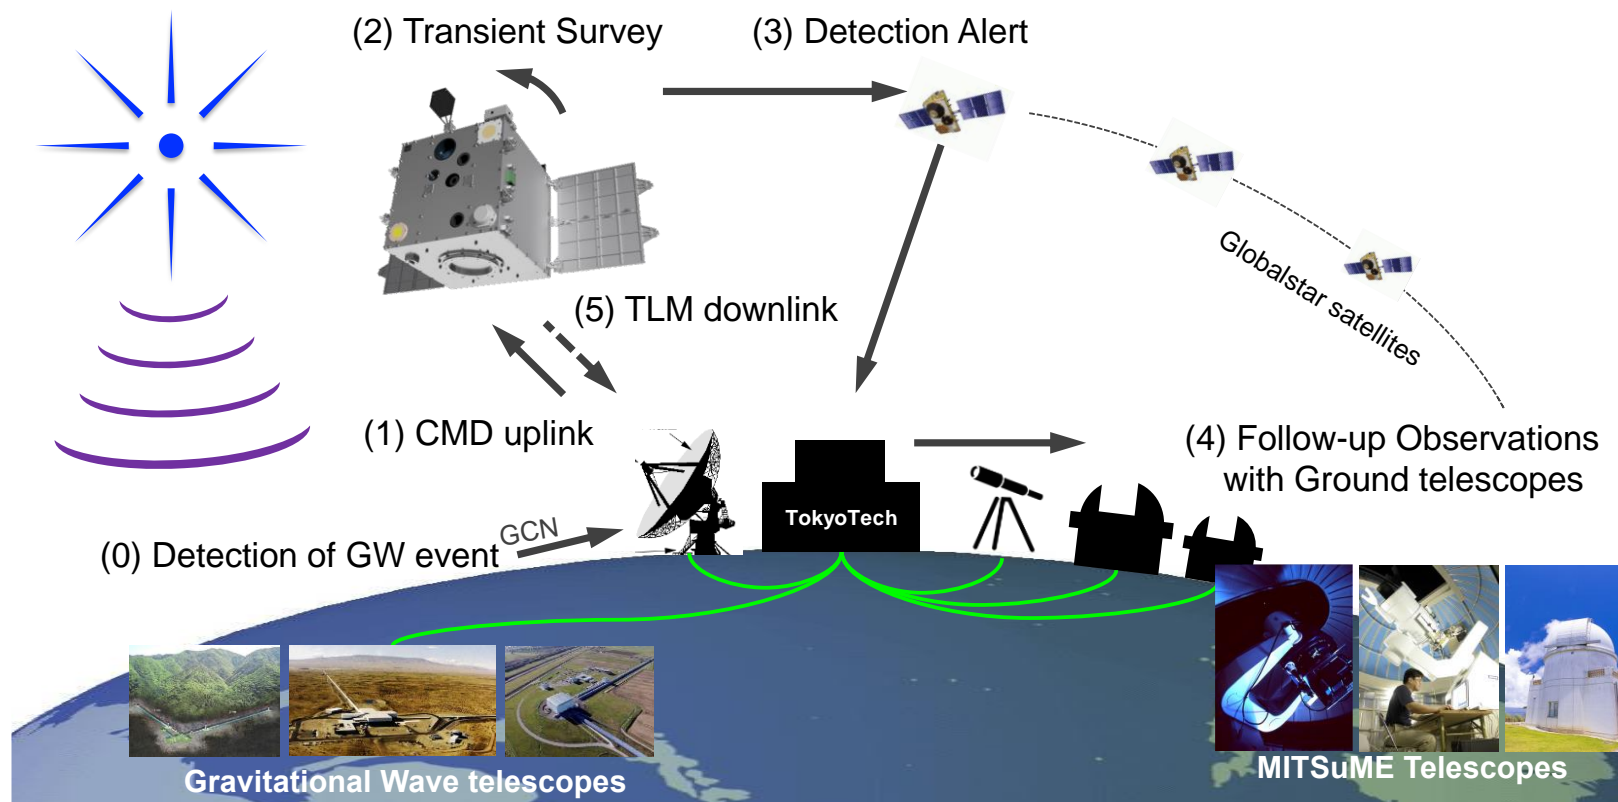 (2) Transient Survey
(3) Detection Alert
Globalstar satellites
(5) TLM downlink
(1) CMD uplink
(4) Follow-up Observations
with Ground telescopes
TokyoTech
GCN
(0) Detection of GW event
Gravitational Wave telescopes
MITSuME Telescopes